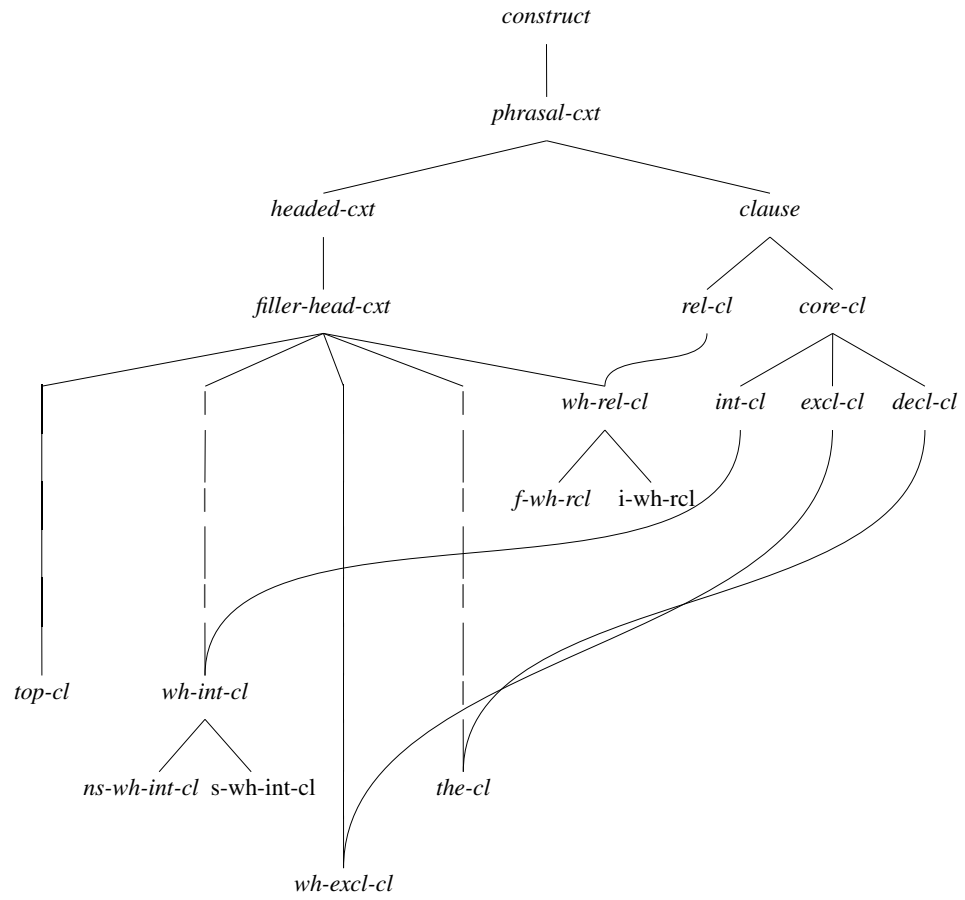 construct
phrasal-cxt
headed-cxt clause
filler-head-cxt rel-cl core-cl
wh-rel-cl int-cl excl-cl decl-cl
f-wh-rcl i-wh-rcl
top-cl wh-int-cl
ns-wh-int-cl s-wh-int-cl the-cl
wh-excl-cl